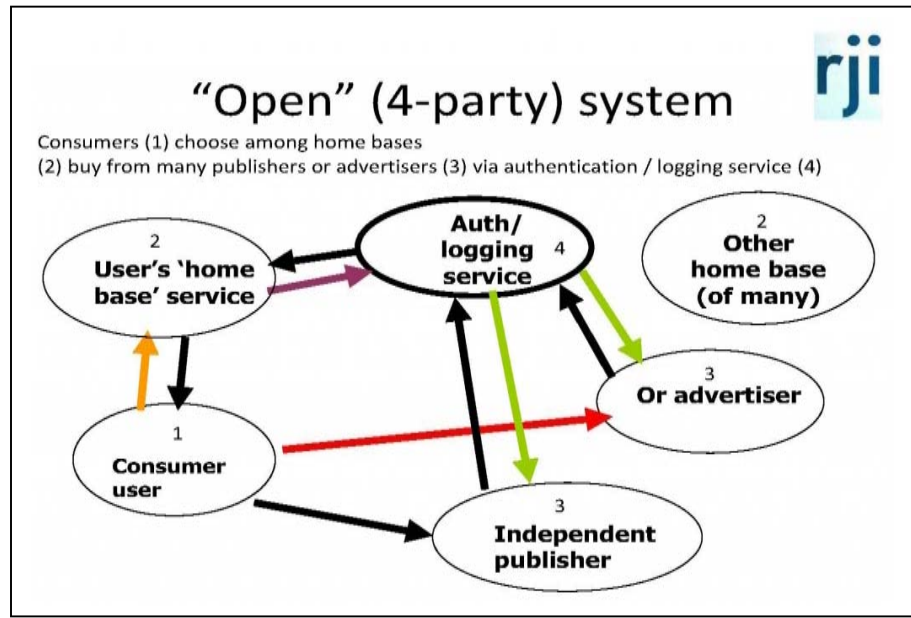 rji
“Open” (4-party) system
Consumers (1) choose among home bases
(2) buy from many publishers or advertisers (3) via authentication / logging service (4)
2
User’s ‘home
base’ service
Auth/
logging 4
service
2
Other
home base
(of many)
3
Or advertiser
1
Consumer
user
3
Independent
publisher